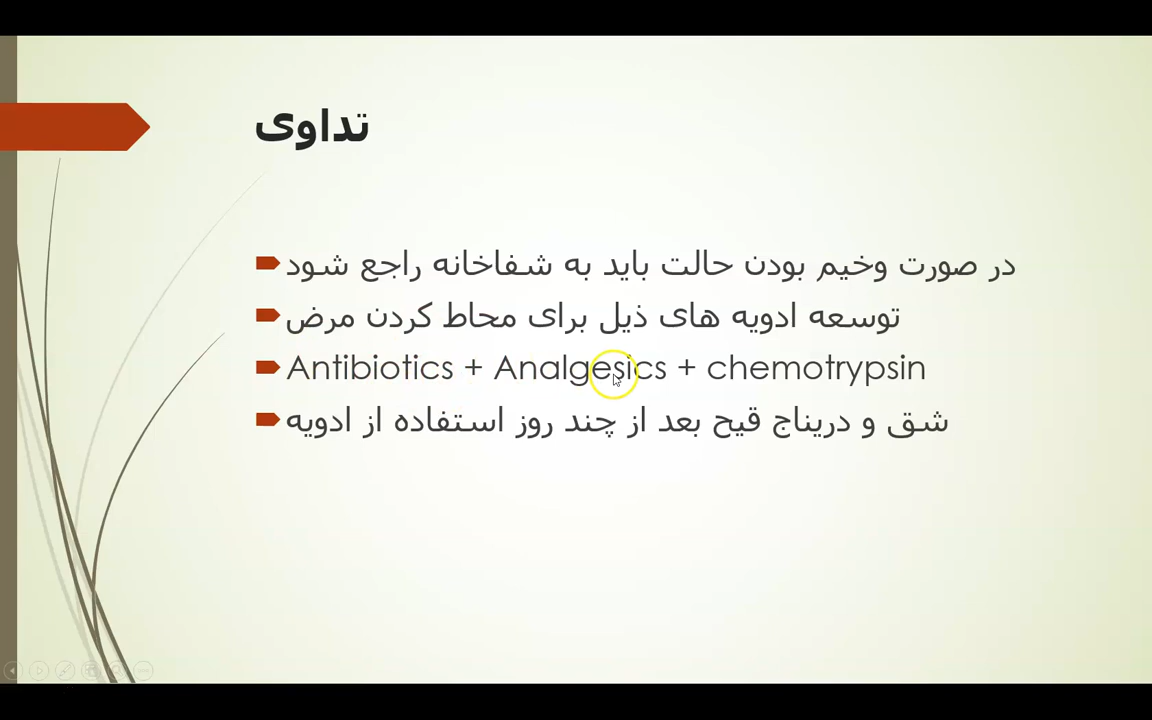 تداوی
در صورت وخیم بودن حالت باید به شفاخانه راجع شود
توسعه ادویه های ذیل برای محاط کردن مرض
Antibiotics + Analgesics + chemotrypsin
شق و دریناج قیح بعد از چند روز استفاده از ادویه